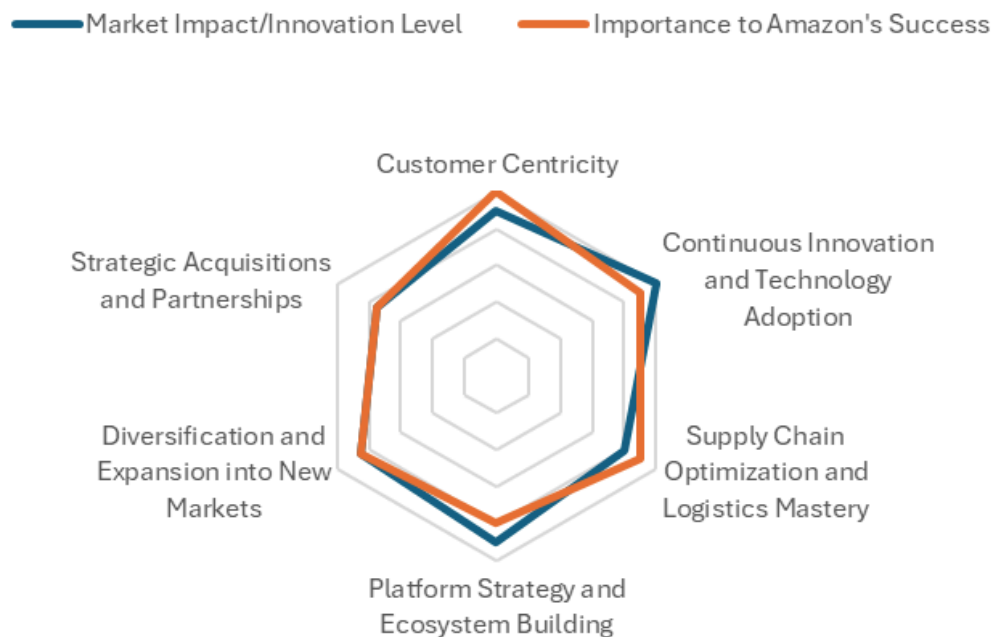 Market Impact/Innovation Level
Importance to Amazon's Success
Customer Centricity
Continuous Innovation
and Technology
Adoption
Supply Chain
Optimization and
Logistics Mastery
Platform Strategy and
Ecosystem Building
Diversification and
Expansion into New
Markets
Strategic Acquisitions
and Partnerships